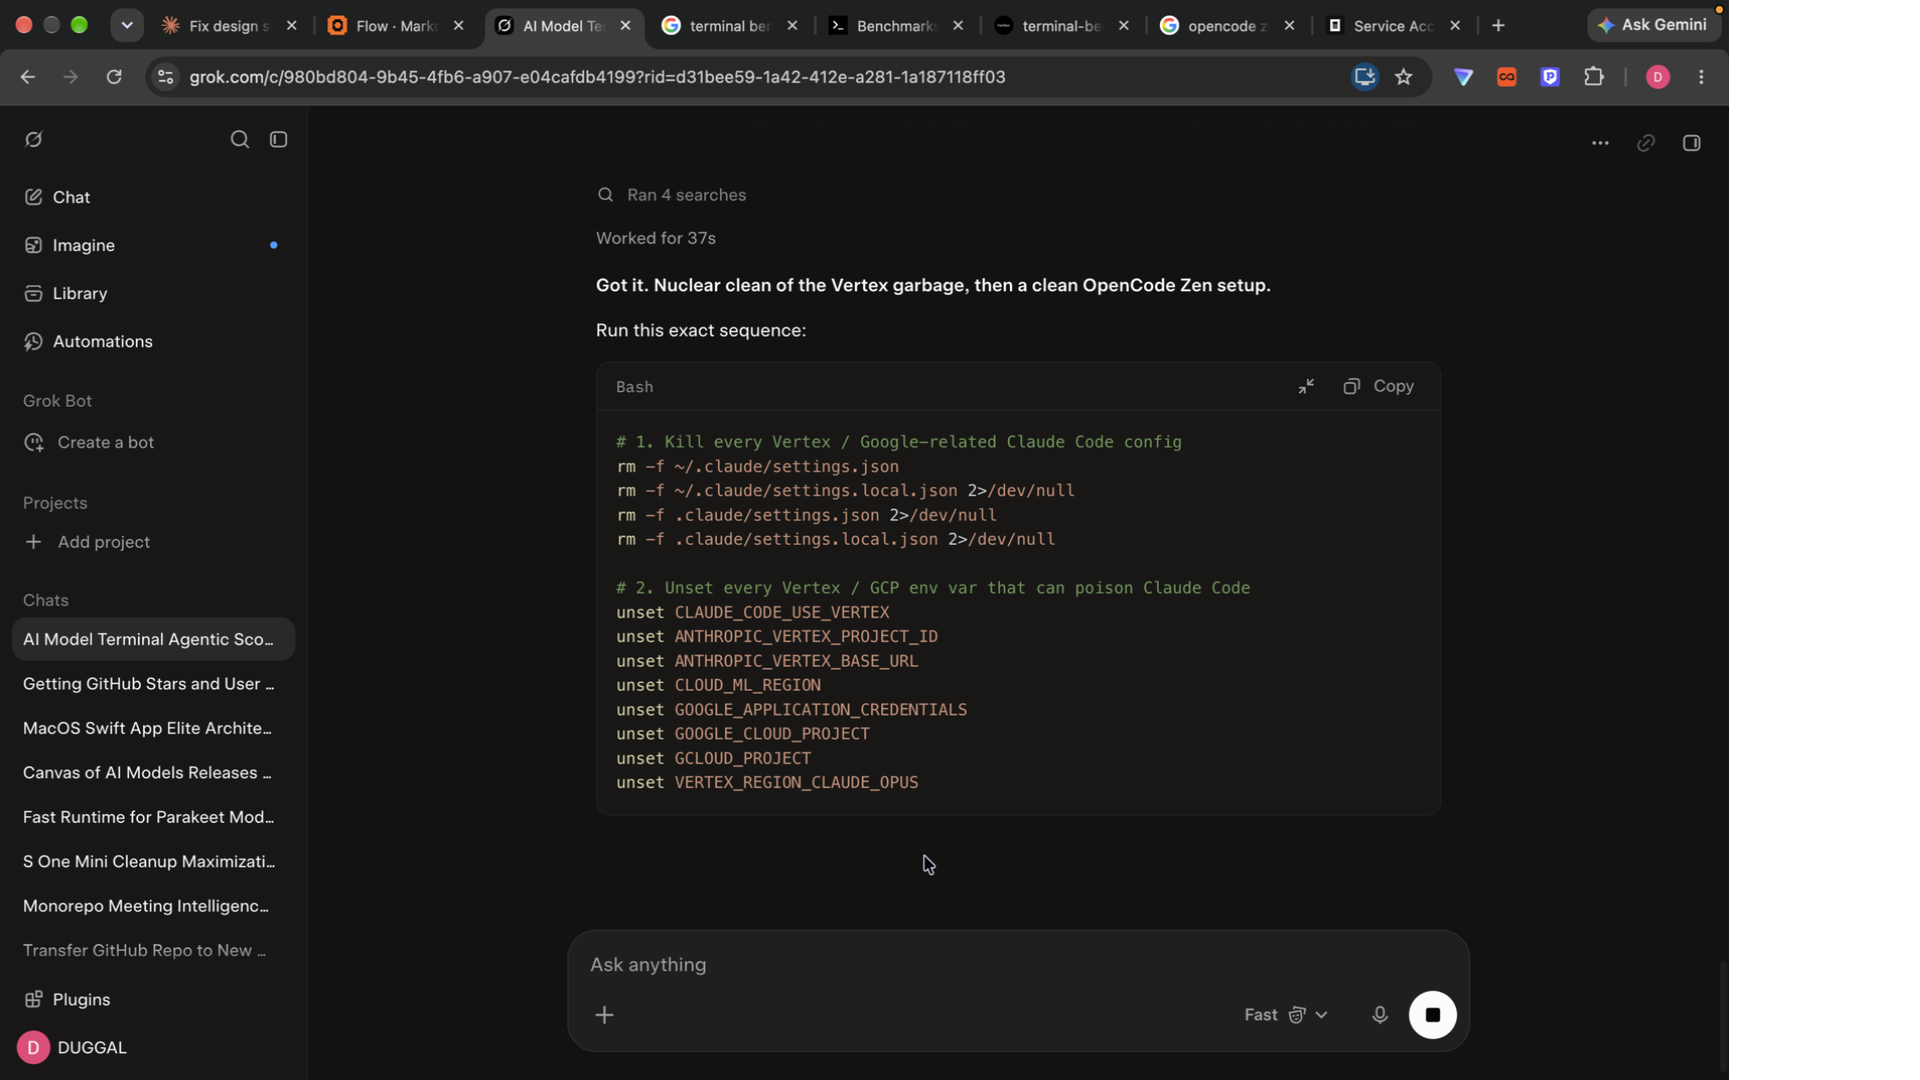 Fix design s
Flow · Mark
AI Model Te
terminal be
Benchmark
terminal-be
opencode z
Service Acc
Ask Gemini
grok.com/c/980bd804-9b45-4fb6-a907-e04cafdb4199?rid=d31bee59-1a42-412e-a281-1a187118ff03
D
Chat
Imagine
Library
Automations
Grok Bot
Create a bot
Projects
Add project
Chats
AI Model Terminal Agentic Sco...
Getting GitHub Stars and User ...
MacOS Swift App Elite Archite...
Canvas of AI Models Releases ...
Fast Runtime for Parakeet Mod...
S One Mini Cleanup Maximizati...
Monorepo Meeting Intelligenc...
Transfer GitHub Repo to New ...
Plugins
D DUGGAL
Ran 4 searches
Worked for 37s
Got it. Nuclear clean of the Vertex garbage, then a clean OpenCode Zen setup.
Run this exact sequence:
Bash
Copy
# 1. Kill every Vertex / Google-related Claude Code config
rm -f ~/.claude/settings.json
rm -f ~/.claude/settings.local.json 2>/dev/null
rm -f .claude/settings.json 2>/dev/null
rm -f .claude/settings.local.json 2>/dev/null
# 2. Unset every Vertex / GCP env var that can poison Claude Code
unset CLAUDE_CODE_USE_VERTEX
unset ANTHROPIC_VERTEX_PROJECT_ID
unset ANTHROPIC_VERTEX_BASE_URL
unset CLOUD_ML_REGION
unset GOOGLE_APPLICATION_CREDENTIALS
unset GOOGLE_CLOUD_PROJECT
unset GCLOUD_PROJECT
unset VERTEX_REGION_CLAUDE_OPUS
Ask anything
Fast